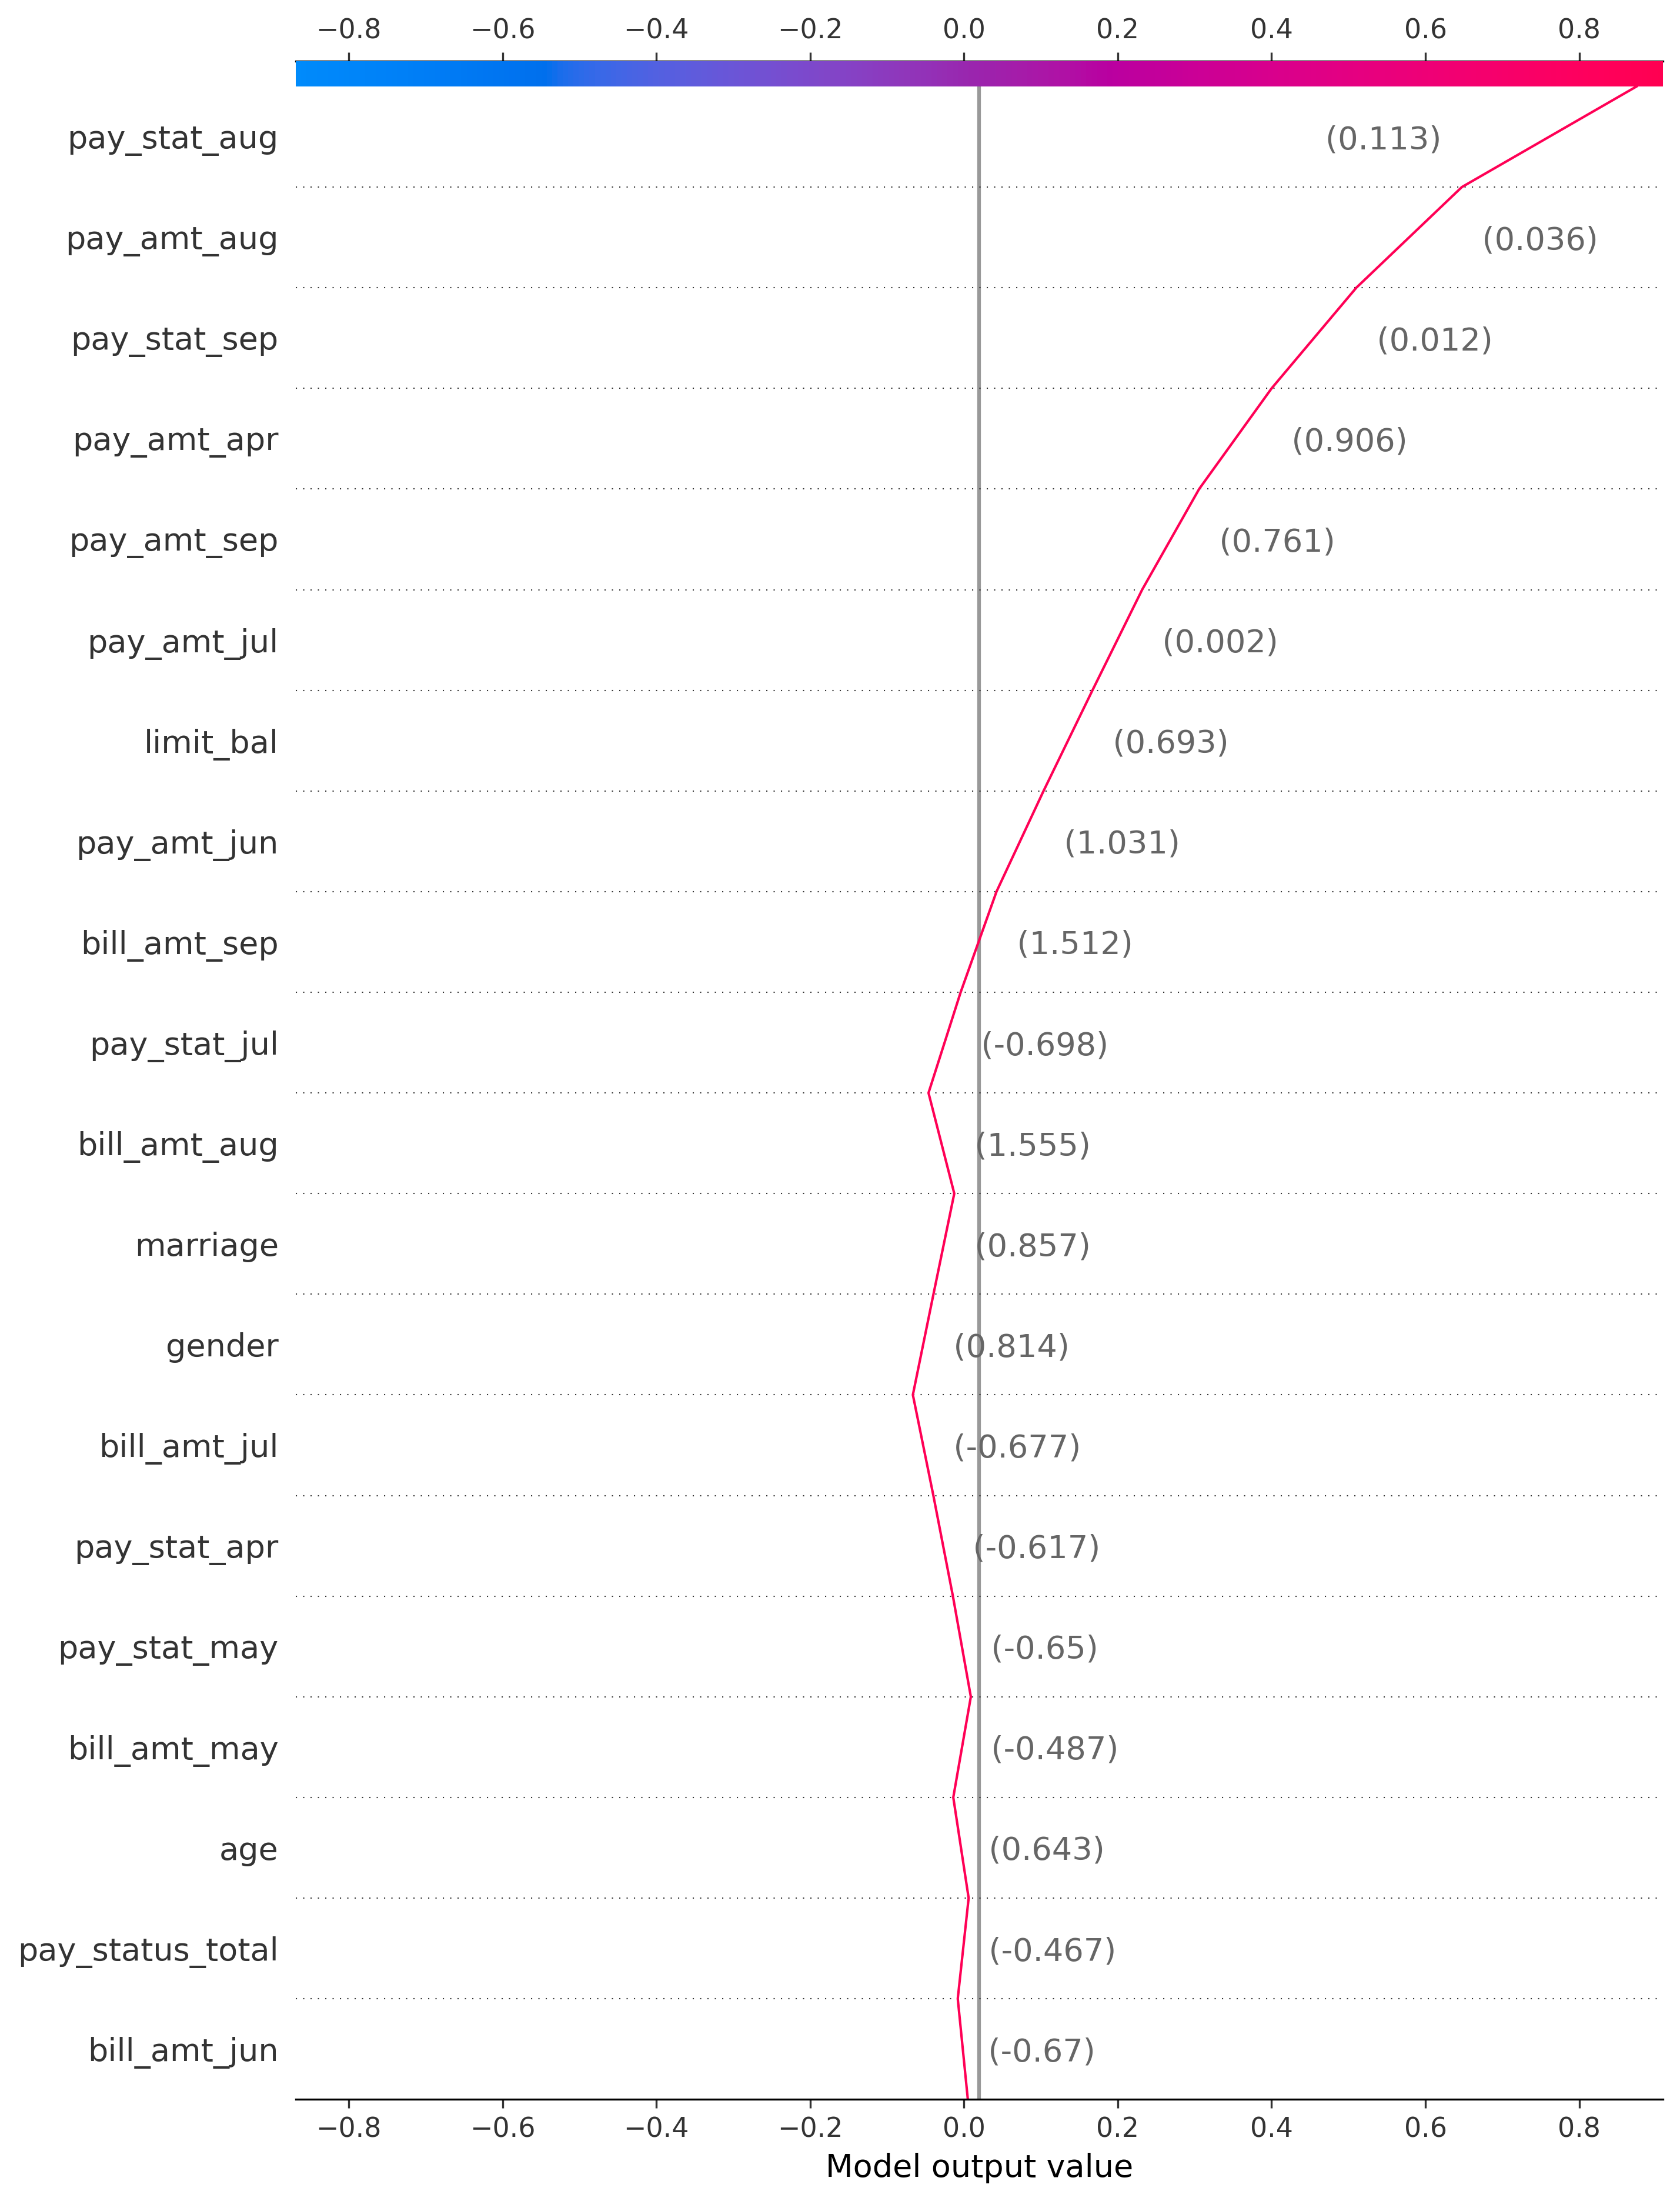 −0.8 −0.6 −0.4 −0.2 0.0 0.2 0.4 0.6 0.8
pay_stat_aug (0.113)
pay_amt_aug (0.036)
pay_stat_sep (0.012)
pay_amt_apr (0.906)
pay_amt_sep (0.761)
pay_amt_jul (0.002)
limit_bal (0.693)
pay_amt_jun (1.031)
bill_amt_sep (1.512)
pay_stat_jul (-0.698)
bill_amt_aug (1.555)
marriage (0.857)
gender (0.814)
bill_amt_jul (-0.677)
pay_stat_apr (-0.617)
pay_stat_may (-0.65)
bill_amt_may (-0.487)
age (0.643)
pay_status_total (-0.467)
bill_amt_jun (-0.67)
−0.8 −0.6 −0.4 −0.2 0.0 0.2 0.4 0.6 0.8
Model output value